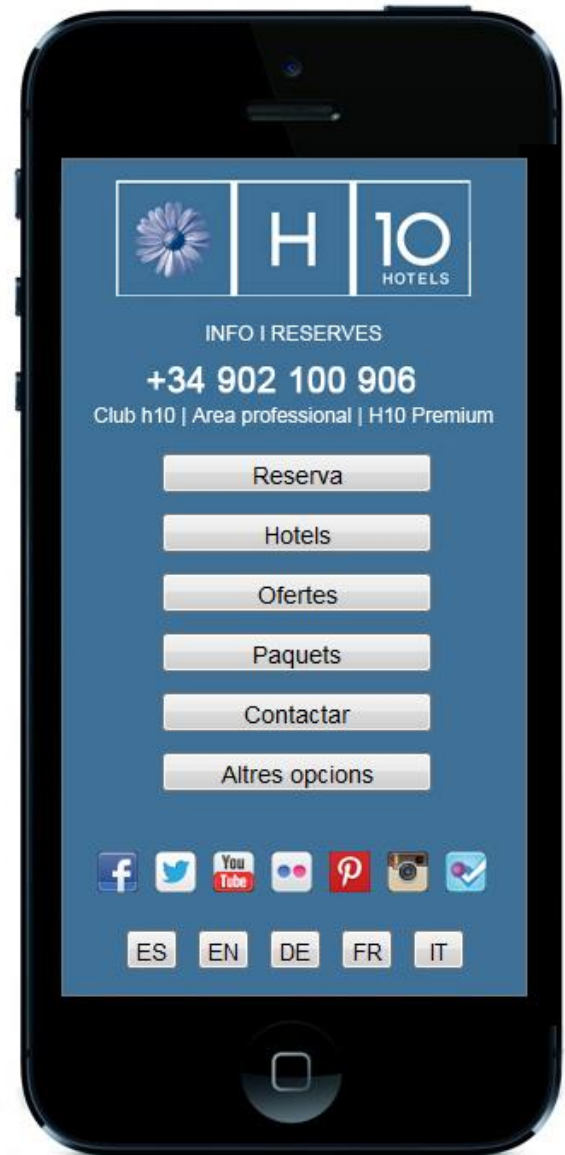 H 10
HOTELS
INFO I RESERVES
+34 902 100 906
Club h10 | Area professional | H10 Premium
Reserva
Hotels
Ofertes
Paquets
Contactar
Altres opcions
You
Tube
ES EN DE FR IT